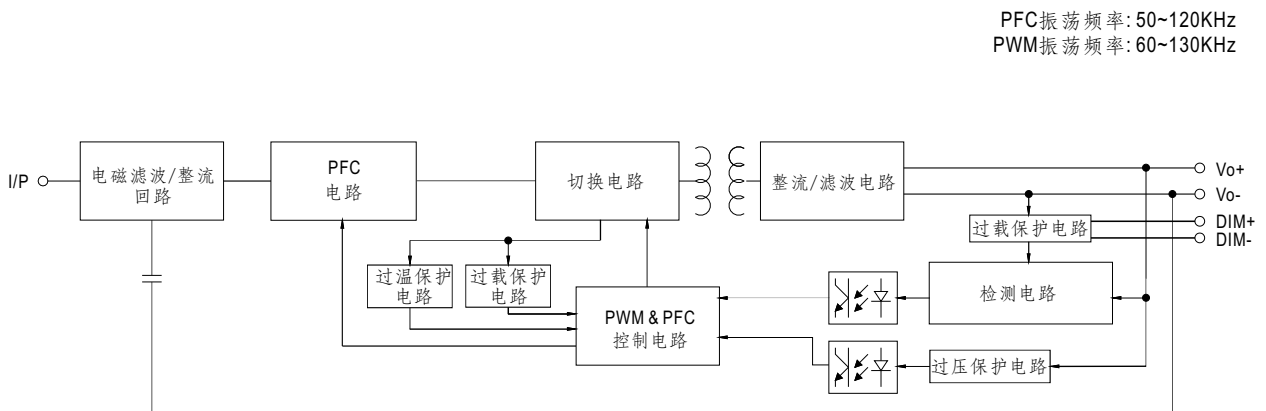 PFC振荡频率: 50~120KHz
PWM振荡频率: 60~130KHz
I/P
电磁滤波/整流
回路
PFC
电路
切换电路
整流/滤波电路
Vo+
Vo-
DIM+
DIM-
过载保护电路
过温保护
电路
过载保护
电路
PWM & PFC
控制电路
检测电路
过压保护电路